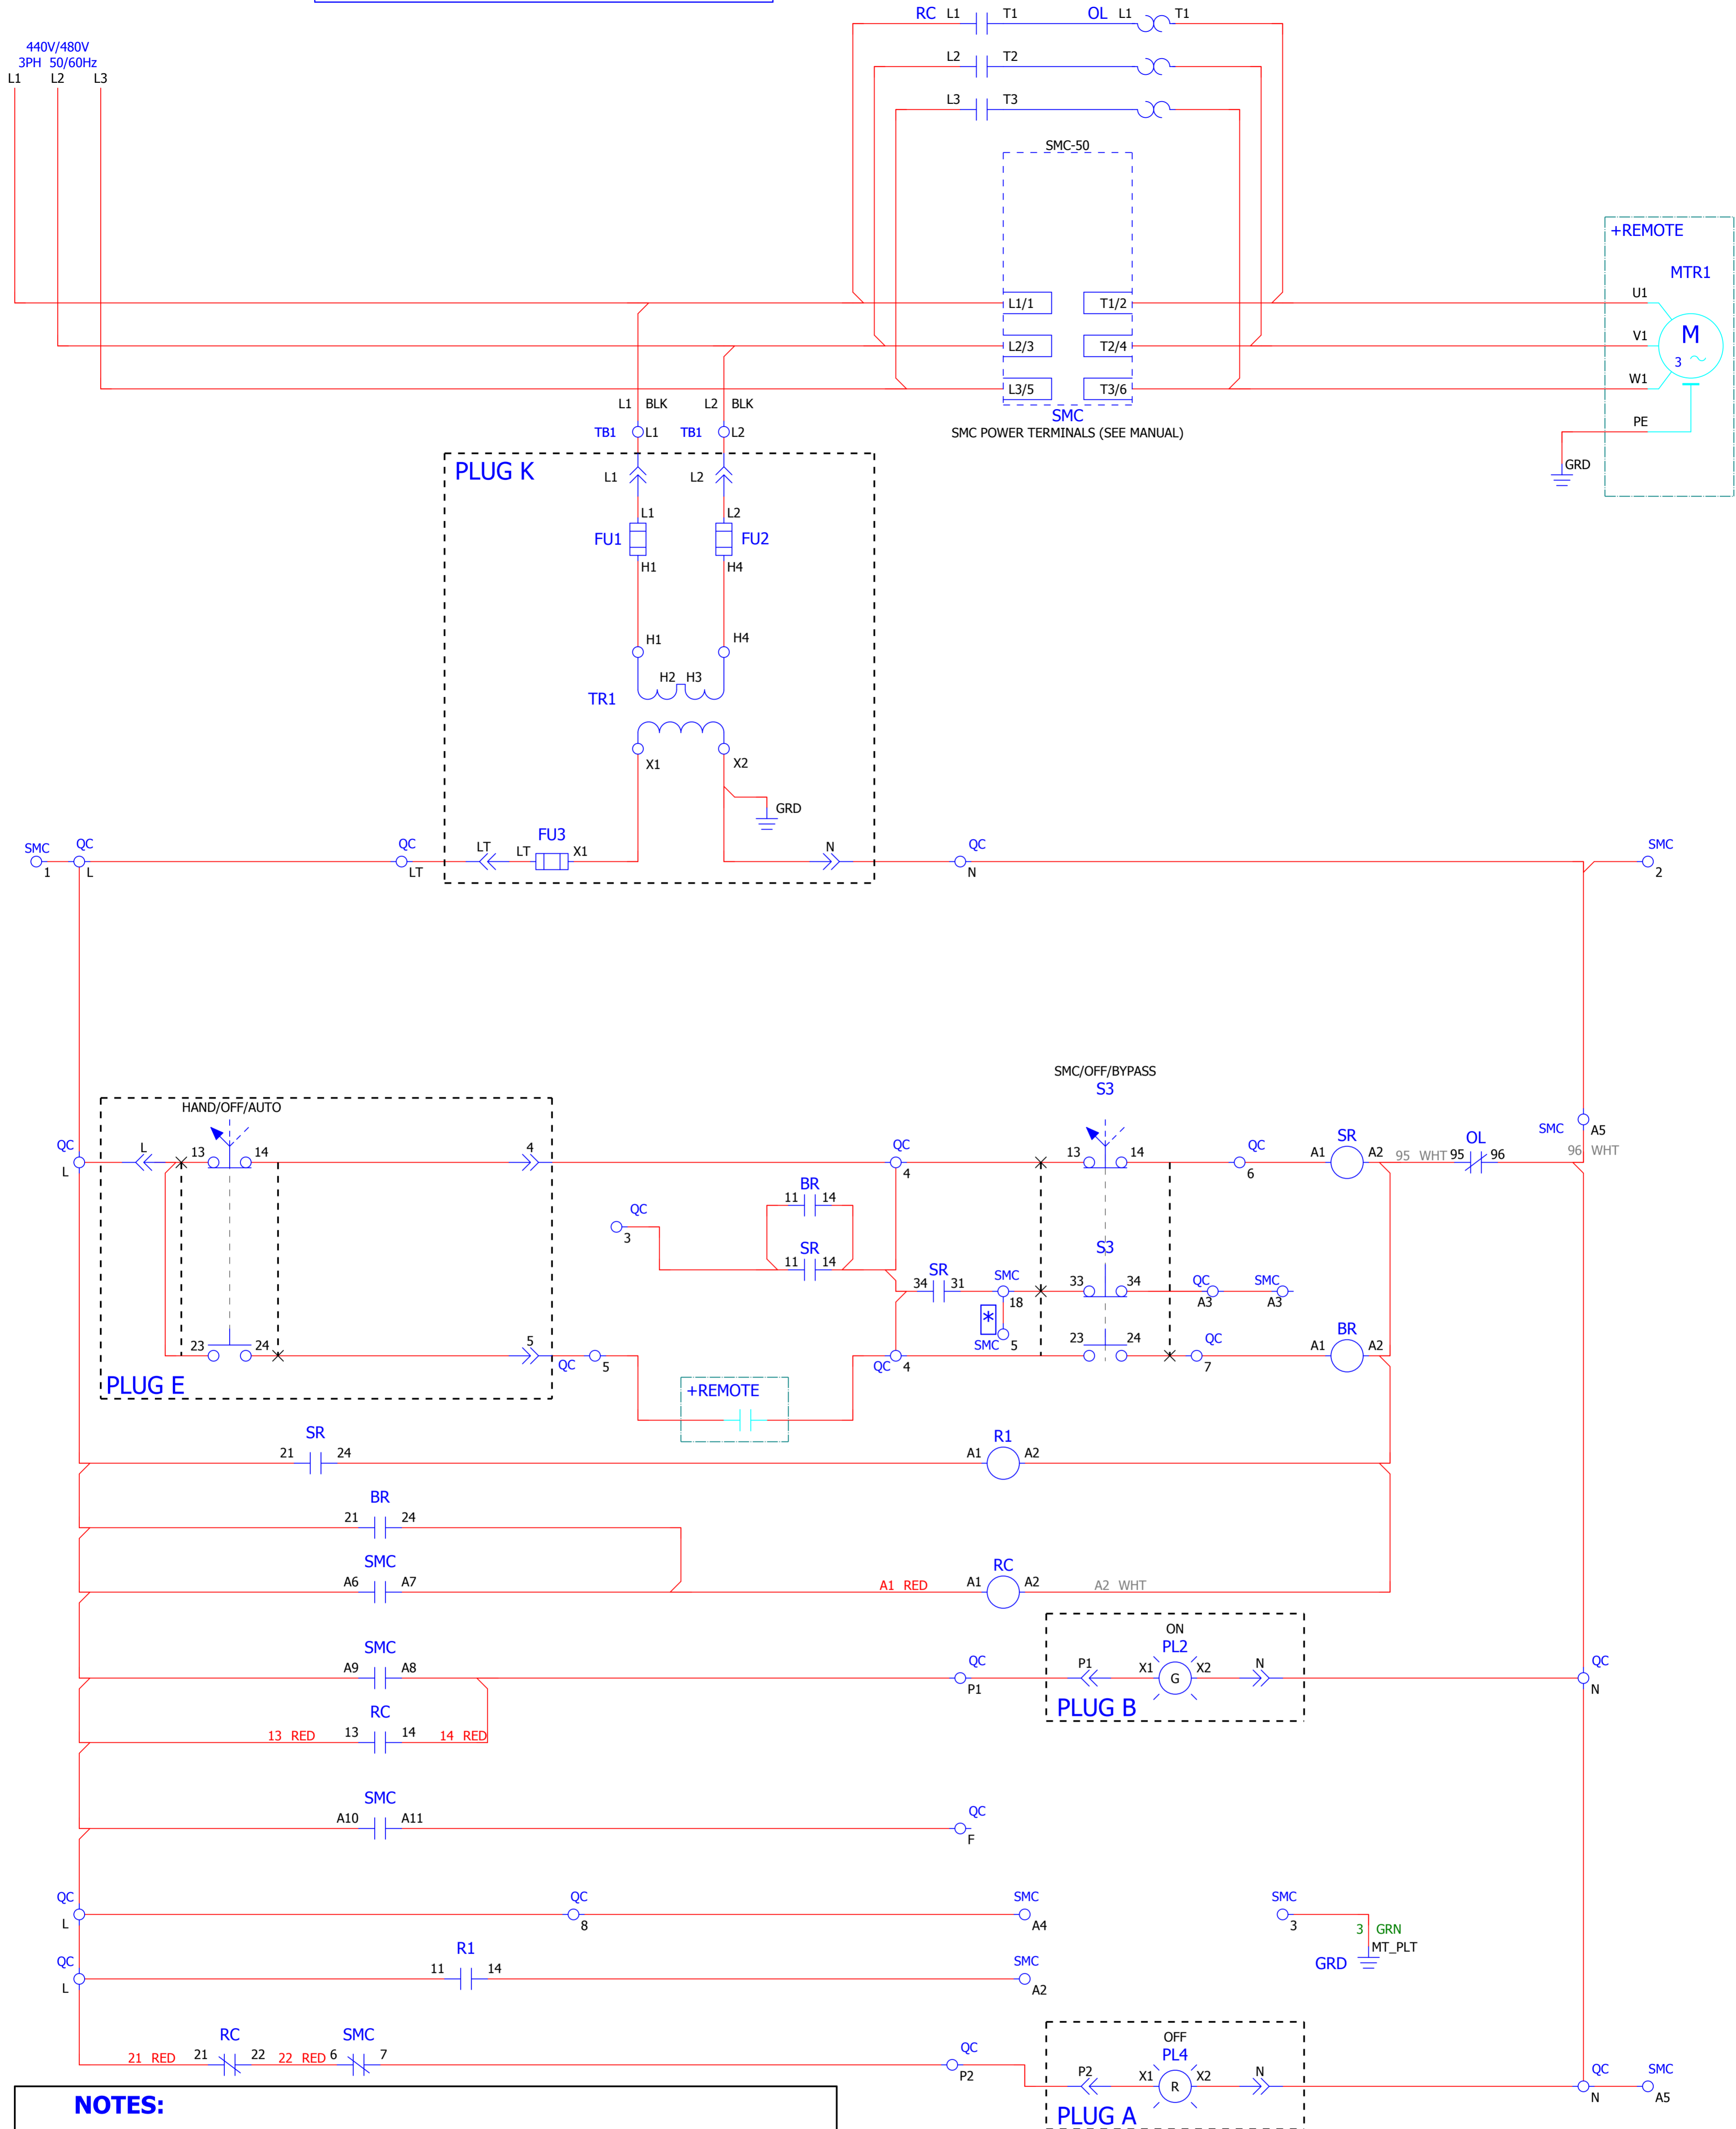 RC L1 T1 OL L1 T1
440V/480V
3PH 50/60Hz
L1 L2 L3
L2 T2
L3 T3
SMC-50
+REMOTE
MTR1
U1
L1/1 T1/2
V1 M
L2/3 T2/4
3
W1
L3/5 T3/6
L1 BLK L2 BLK
SMC
PE
TB1 L1 TB1 L2
SMC POWER TERMINALS (SEE MANUAL)
PLUG K
L1 L2
GRD
L1 L2
FU1 FU2
H1 H4
H1 H4
H2 H3
TR1
X1 X2
GRD
FU3
SMC QC QC LT LT X1 N QC SMC
1 L LT N 2
SMC/OFF/BYPASS
S3
HAND/OFF/AUTO
SMC A5
QC L 13 14 4 QC 13 14 QC SR OL
A1 A2 95 WHT 95 96 96 WHT
L 4 6
BR
11 14
QC
3
SR S3
11 14
SR SMC QC SMC
34 31 33 34
18 A3 A3
*
SMC 5
23 24 5 23 24 QC A1 BR A2
QC 5 QC 4 7
PLUG E
+REMOTE
SR R1
21 24 A1 A2
BR
21 24
SMC RC
A6 A7 A1 RED A1 A2 A2 WHT
ON
SMC PL2
A9 A8 QC P1 X1 G X2 N QC
P1 N
PLUG B
RC
13 RED 13 14 14 RED
SMC
A10 A11 QC
F
QC QC SMC SMC
L 8 A4 3
3 GRN
MT_PLT
GRD
QC R1 SMC
11 14
L A2
OFF
RC SMC PL4
21 RED 21 22 22 RED 6 7 QC
P2 P2 X1 R X2 N QC SMC
N A5
PLUG A
NOTES: